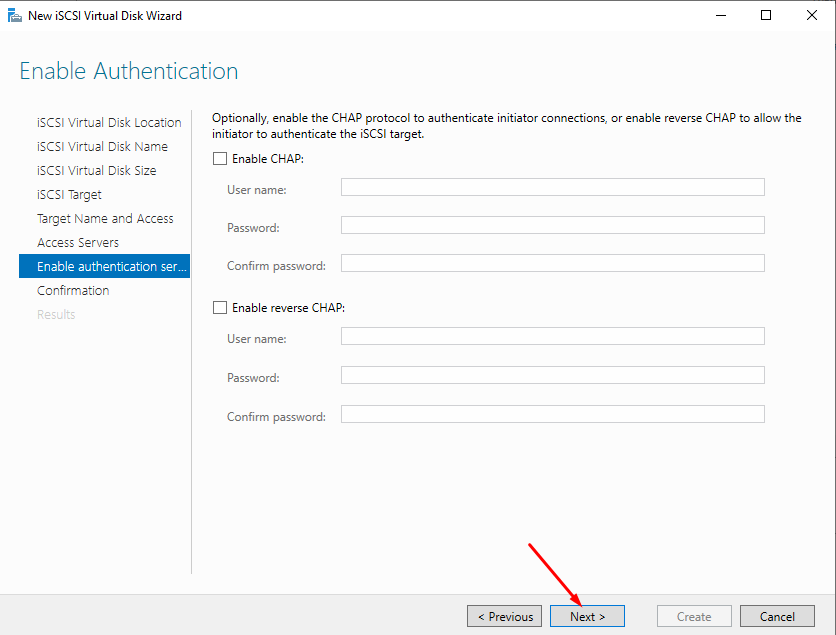 New iSCSI Virtual Disk Wizard
Enable Authentication
iSCSI Virtual Disk Location
iSCSI Virtual Disk Name
iSCSI Virtual Disk Size
iSCSI Target
Target Name and Access
Access Servers
Enable authentication ser...
Confirmation
Results
Optionally, enable the CHAP protocol to authenticate initiator connections, or enable reverse CHAP to allow the
initiator to authenticate the iSCSI target.
Enable CHAP:
User name:
Password:
Confirm password:
Enable reverse CHAP:
User name:
Password:
Confirm password:
< Previous
Next >
Create
Cancel